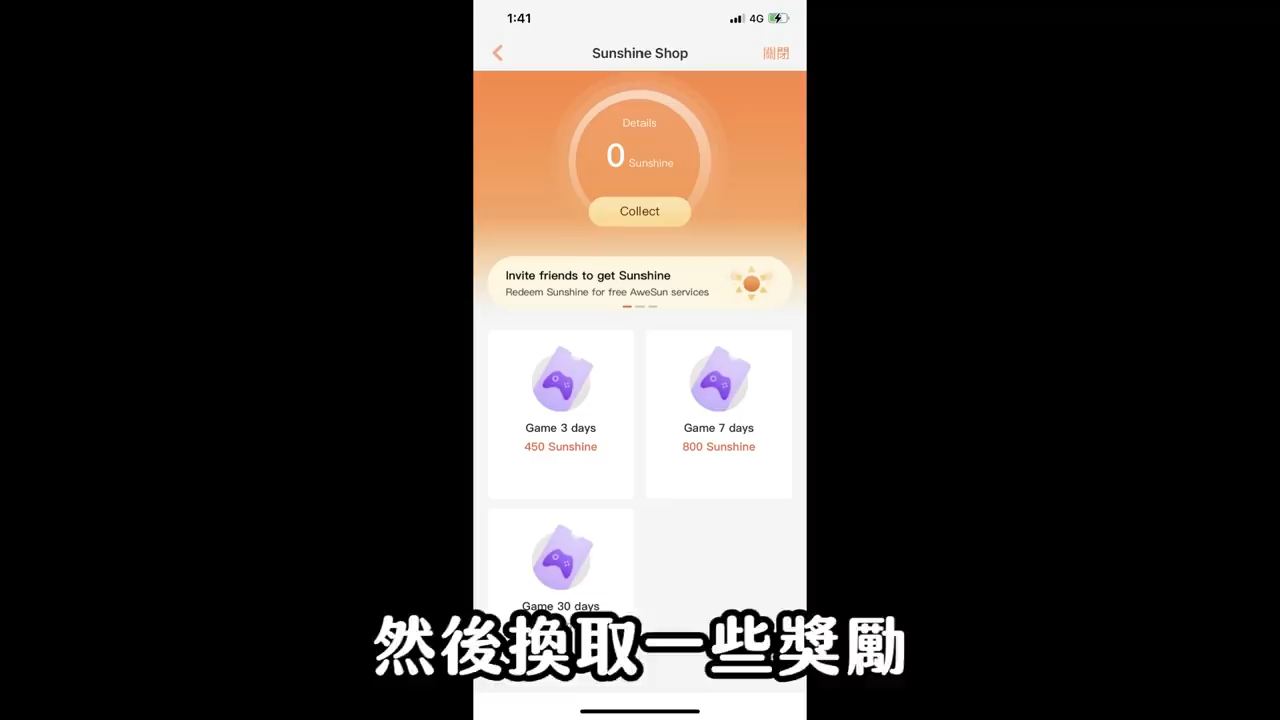 1:41
4G
Sunshine Shop
關閉
Details
0 Sunshine
Collect
Invite friends to get Sunshine
Redeem Sunshine for free AweSun services
Game 3 days
450 Sunshine
Game 7 days
800 Sunshine
Game 30 days
然後換取一些獎勵